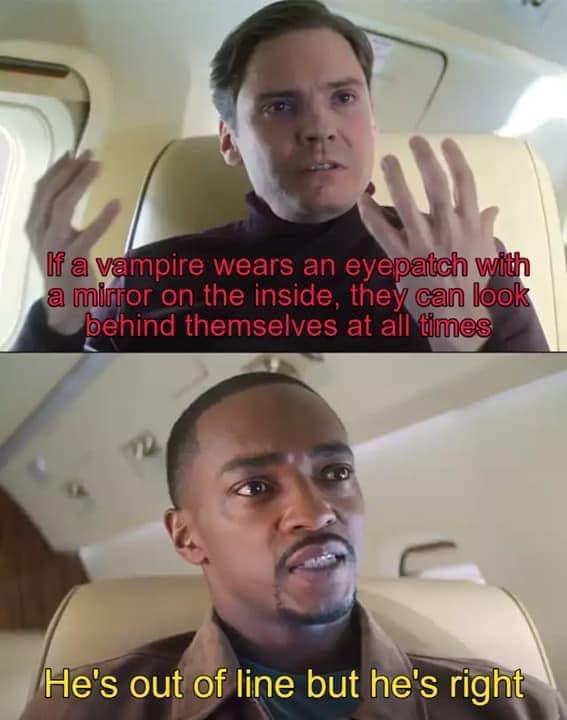 If a vampire wears an eyepatch with
a mirror on the inside, they can look
behind themselves at all times
He's out of line but he's right